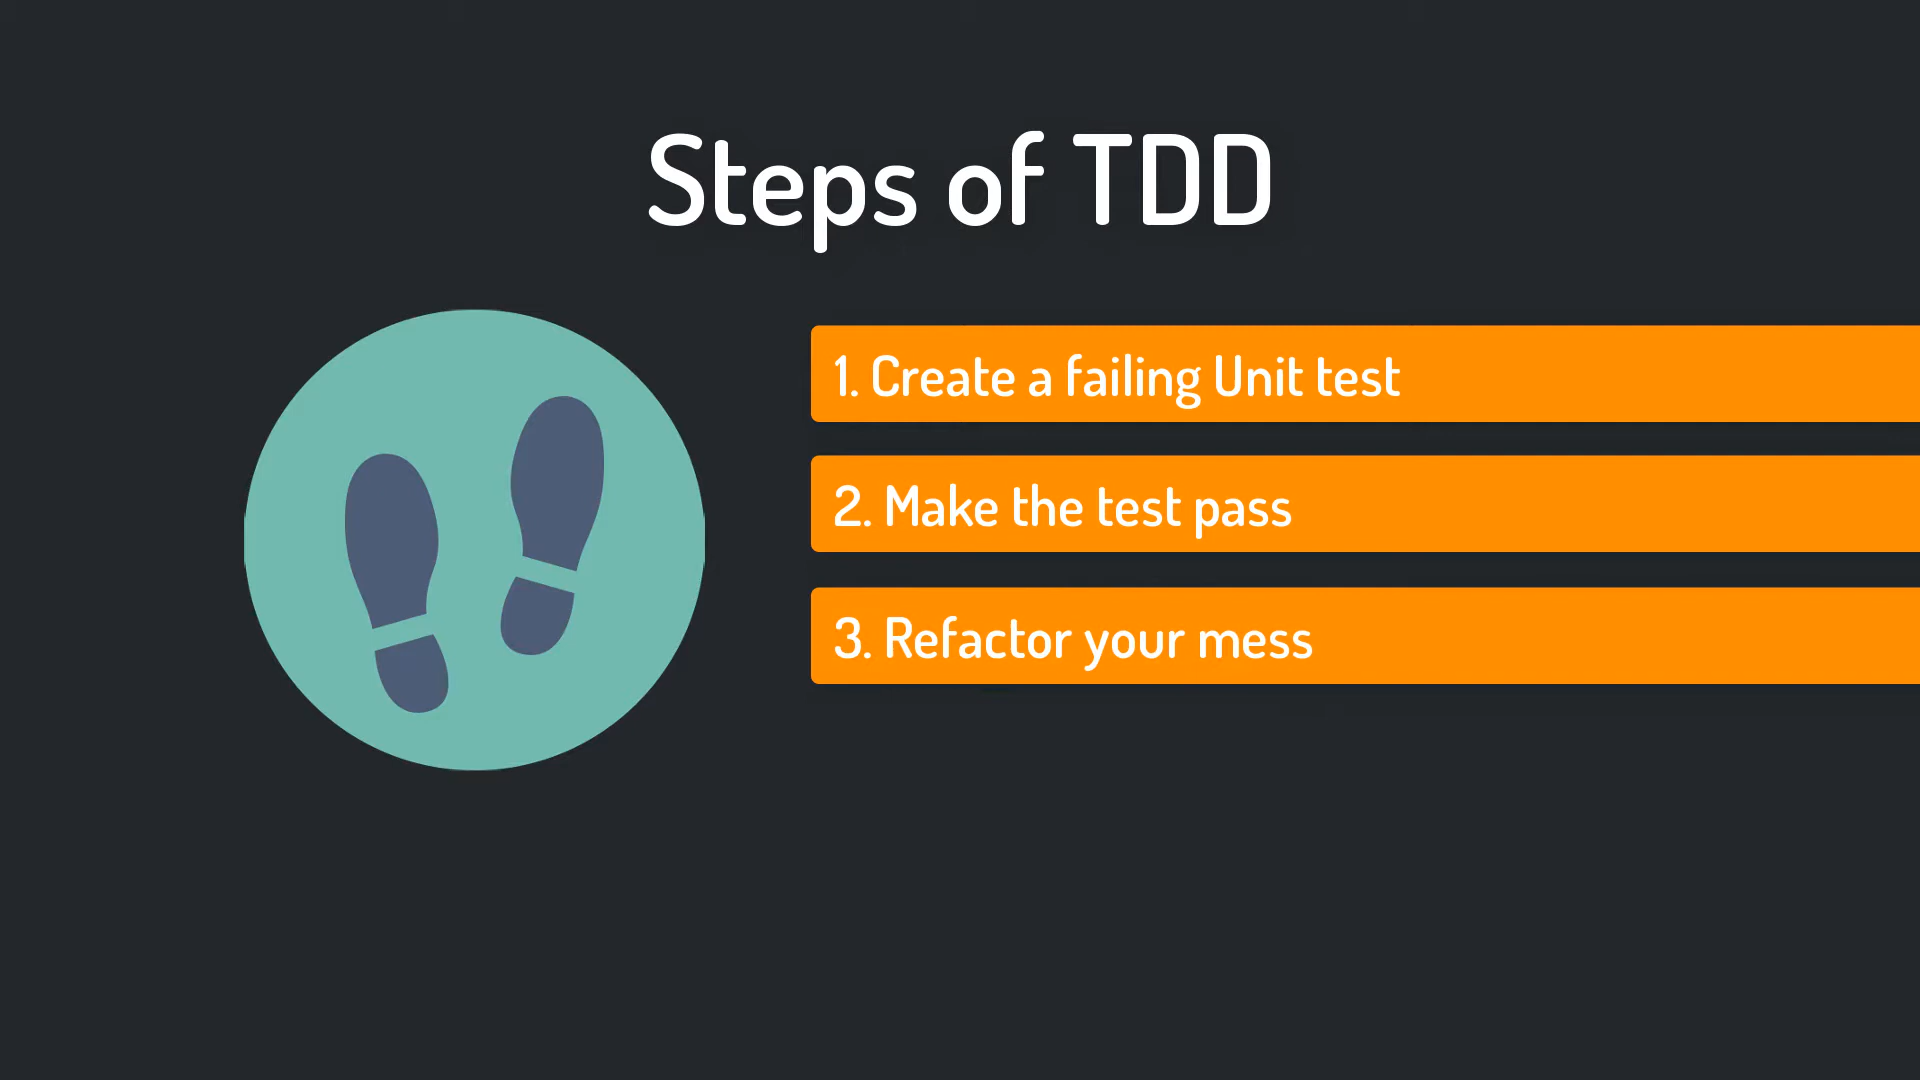 Steps of TDD
1. Create a failing Unit test
2. Make the test pass
3. Refactor your mess